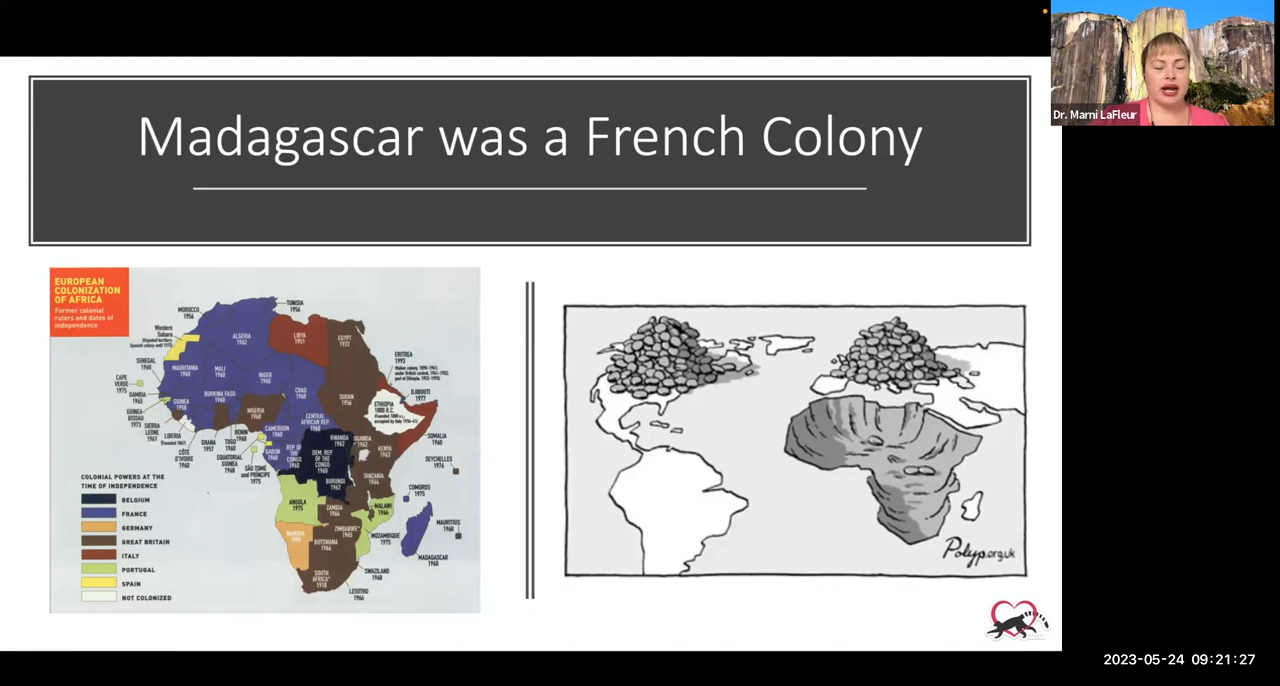 Dr. Marni LaFleur
Madagascar was a French Colony
EUROPEAN
COLONIZATION
OF AFRICA
Former colonial
rulers and dates of
independence
TUNISIA
1956
MOROCCO
1956
ALGERIA
1962
LIBYA
1951
EGYPT
1922
Western
Sahara
SENEGAL
1960
MAURITANIA
1960
MALI
1960
NIGER
1960
CHAD
1960
SUDAN
1956
ERITREA
1993
DJIBOUTI
1977
CAPE
VERDE
1975
GAMBIA
1965
GUINEA
BISSAU
1973
GUINEA
1958
BURKINA FASO
1960
NIGERIA
1960
ETHIOPIA
1000 B.C.
SIERRA
LEONE
1961
LIBERIA
CÔTE
D'IVOIRE
1960
GHANA
1957
TOGO
1960
BENIN
1960
CAMEROON
1960
CENTRAL
AFRICAN REP.
1960
EQUATORIAL
GUINEA
1968
SÃO TOMÉ
and PRÍNCIPE
1975
GABON
1960
REP. OF
THE
CONGO
1960
DEM. REP.
OF THE
CONGO
1960
RWANDA
1962
UGANDA
1962
KENYA
1963
SOMALIA
1960
BURUNDI
1962
TANZANIA
1964
SEYCHELLES
1976
COMOROS
1975
ANGOLA
1975
ZAMBIA
1964
MALAWI
1964
MOZAMBIQUE
1975
ZIMBABWE*
1965
NAMIBIA
1990
BOTSWANA
1966
MAURITIUS
1968
MADAGASCAR
1960
SWAZILAND
1968
SOUTH
AFRICA*
1910
LESOTHO
1966
COLONIAL POWERS AT THE
TIME OF INDEPENDENCE
BELGIUM
FRANCE
GERMANY
GREAT BRITAIN
ITALY
PORTUGAL
SPAIN
NOT COLONIZED
Polyp.org.uk
2023-05-24 09:21:27